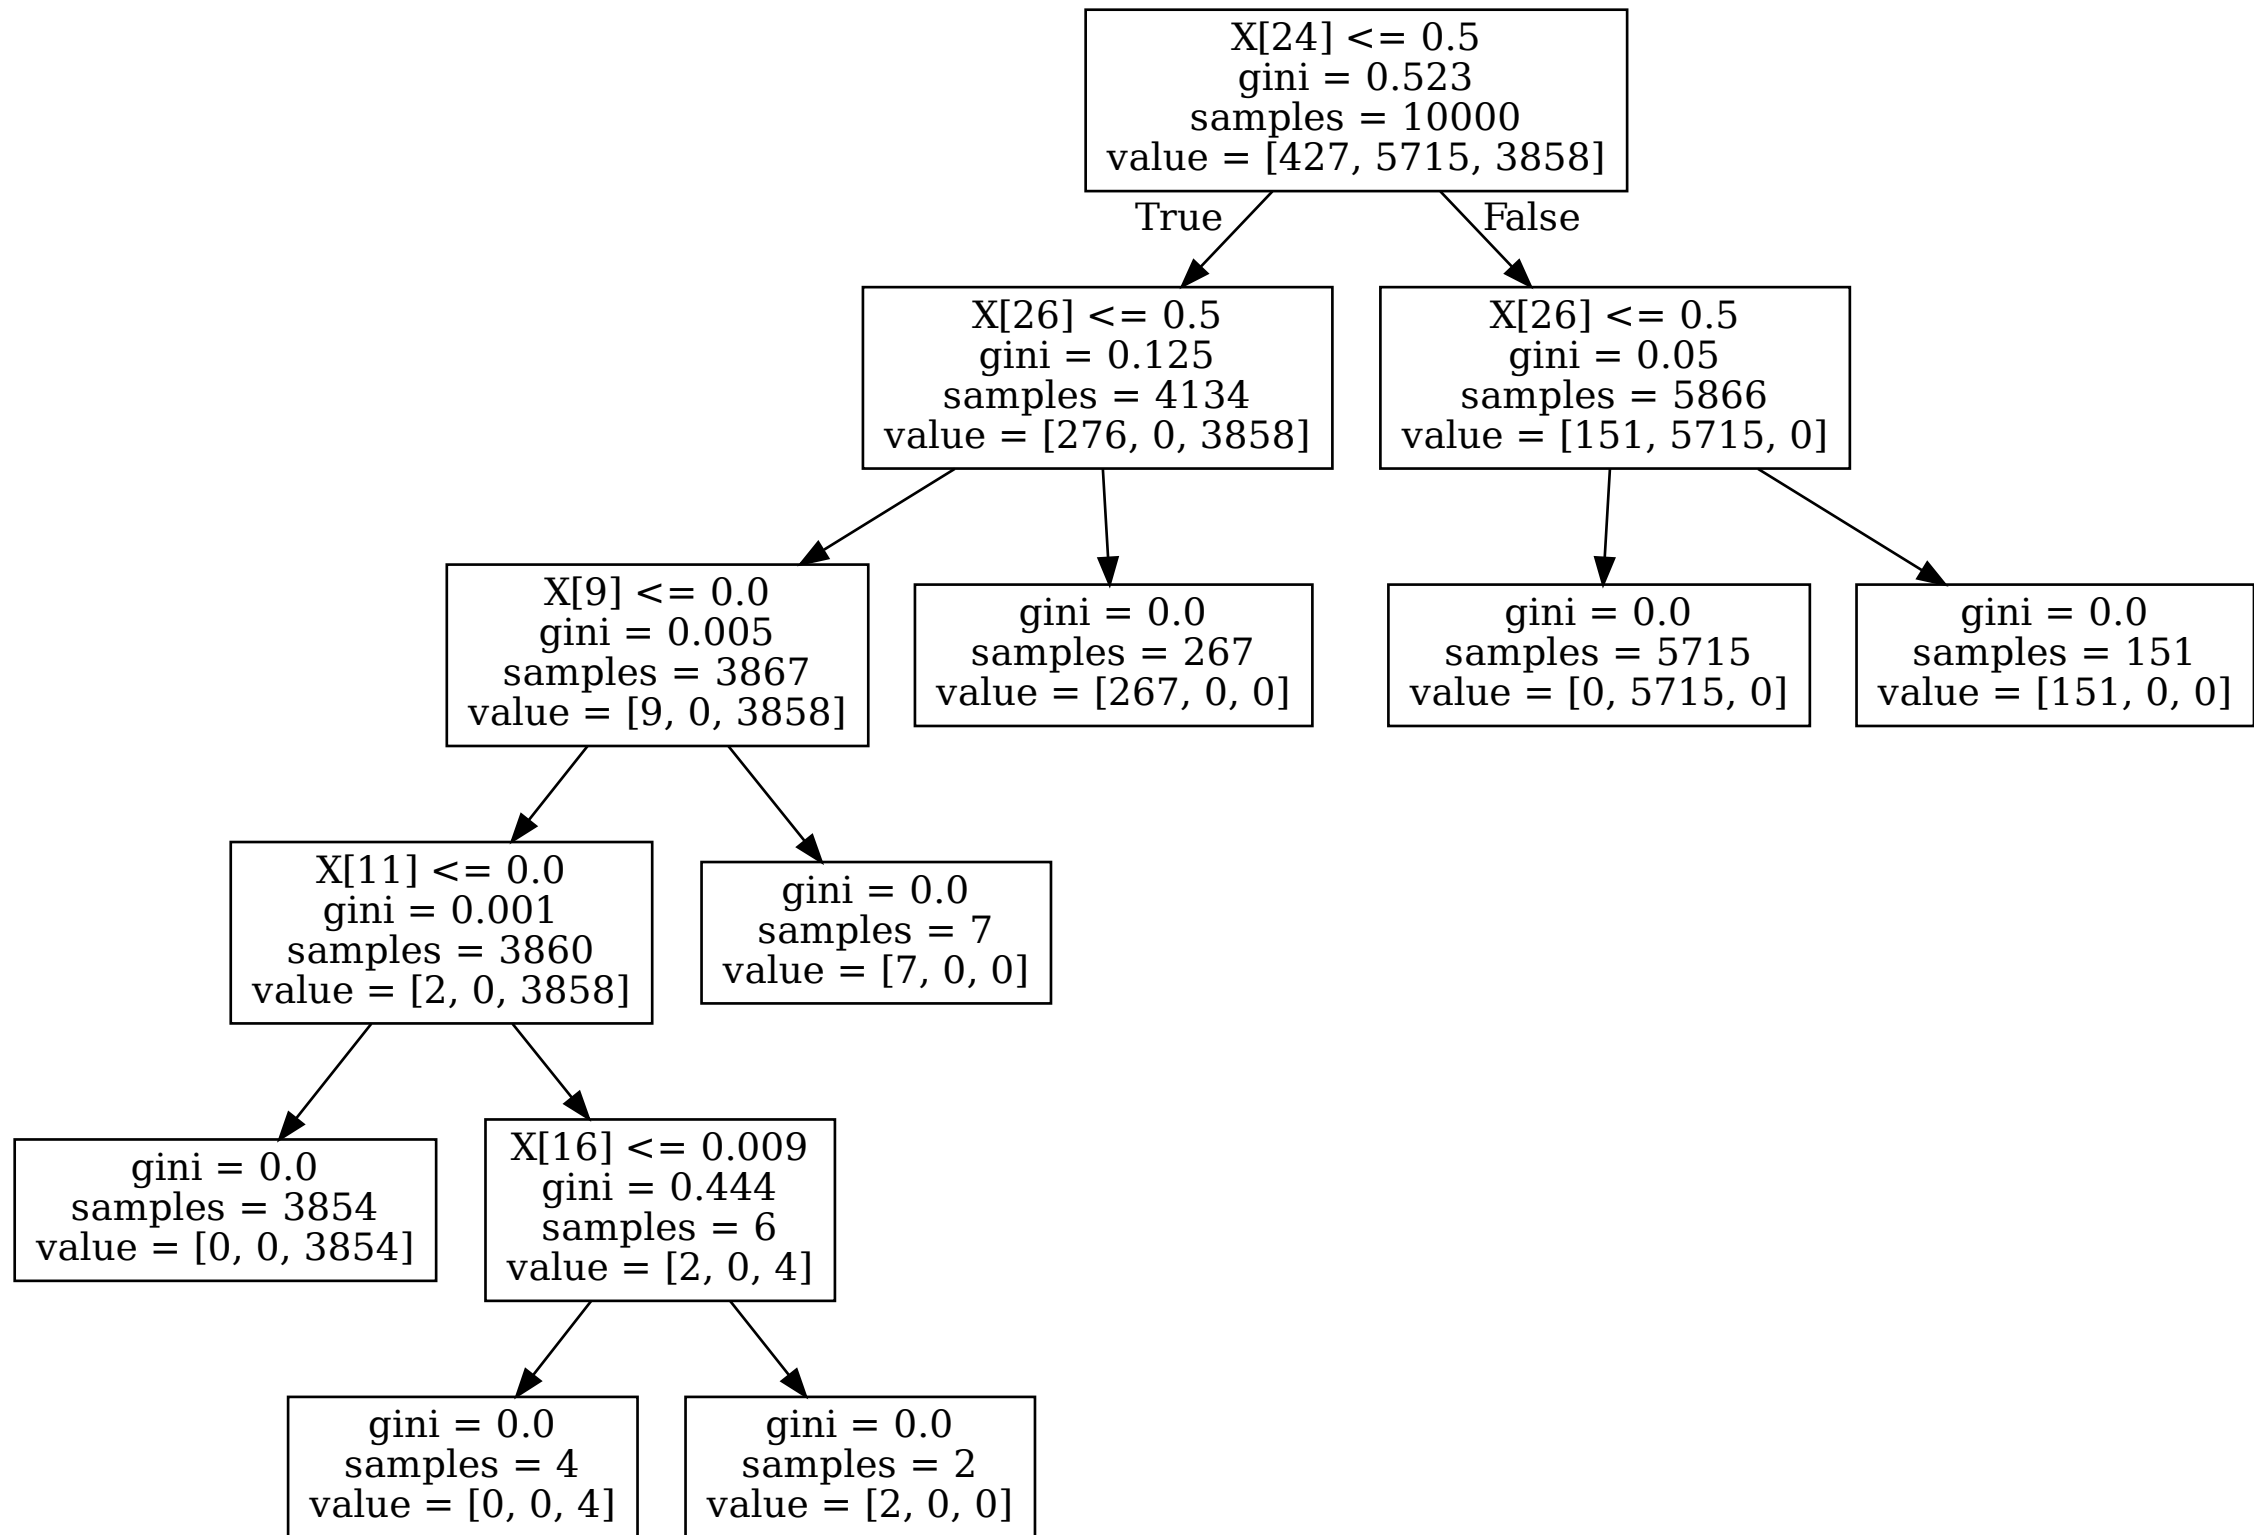 X[24] <= 0.5
gini = 0.523
samples = 10000
value = [427, 5715, 3858]
True
False
X[26] <= 0.5
gini = 0.125
samples = 4134
value = [276, 0, 3858]
X[26] <= 0.5
gini = 0.05
samples = 5866
value = [151, 5715, 0]
X[9] <= 0.0
gini = 0.005
samples = 3867
value = [9, 0, 3858]
gini = 0.0
samples = 267
value = [267, 0, 0]
gini = 0.0
samples = 5715
value = [0, 5715, 0]
gini = 0.0
samples = 151
value = [151, 0, 0]
X[11] <= 0.0
gini = 0.001
samples = 3860
value = [2, 0, 3858]
gini = 0.0
samples = 7
value = [7, 0, 0]
gini = 0.0
samples = 3854
value = [0, 0, 3854]
X[16] <= 0.009
gini = 0.444
samples = 6
value = [2, 0, 4]
gini = 0.0
samples = 4
value = [0, 0, 4]
gini = 0.0
samples = 2
value = [2, 0, 0]